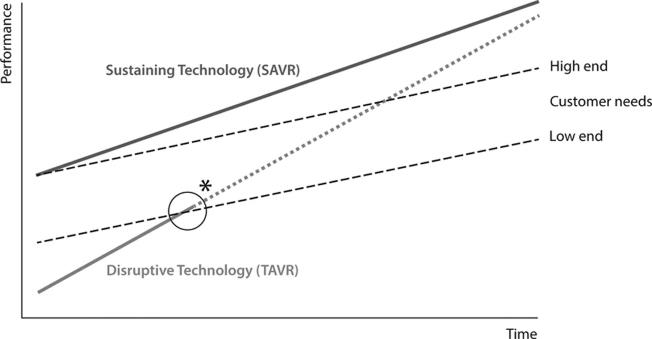 Performance
Sustaining Technology (SAVR)
High end
Customer needs
Low end
*
Disruptive Technology (TAVR)
Time